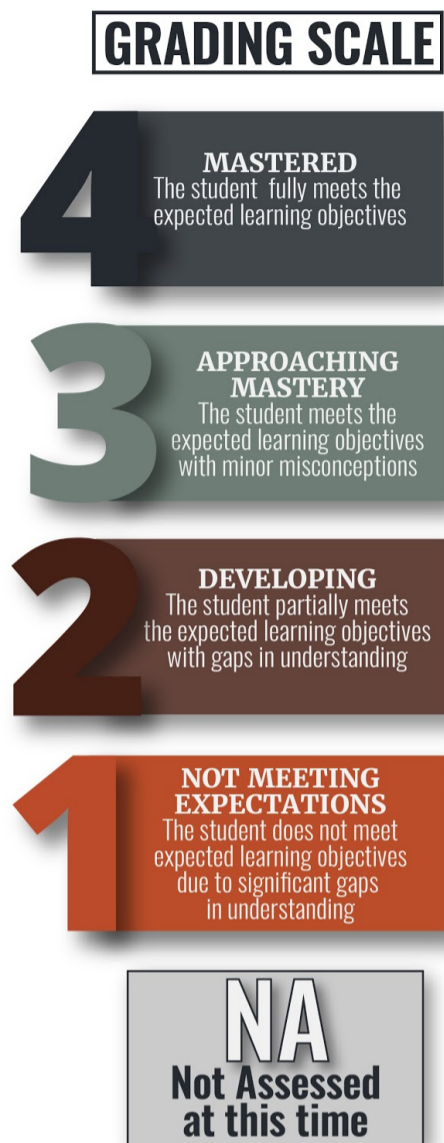 GRADING SCALE
4
MASTERED
The student fully meets the
expected learning objectives
3
APPROACHING
MASTERY
The student meets the
expected learning objectives
with minor misconceptions
2
DEVELOPING
The student partially meets
the expected learning objectives
with gaps in understanding
1
NOT MEETING
EXPECTATIONS
The student does not meet
expected learning objectives
due to significant gaps
in understanding
NA
Not Assessed
at this time